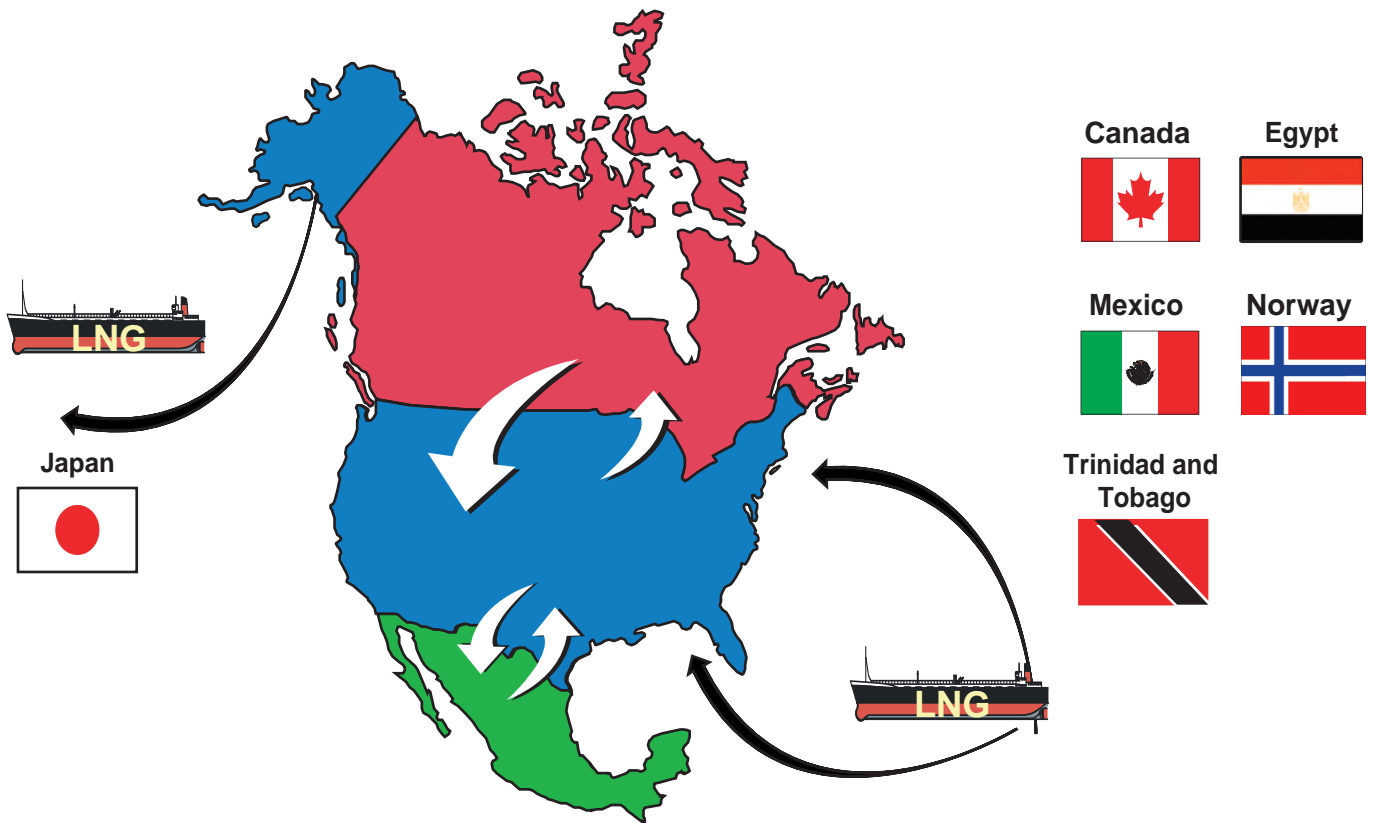 Canada
Egypt
LNG
Mexico
Norway
Japan
Trinidad and
Tobago
LNG